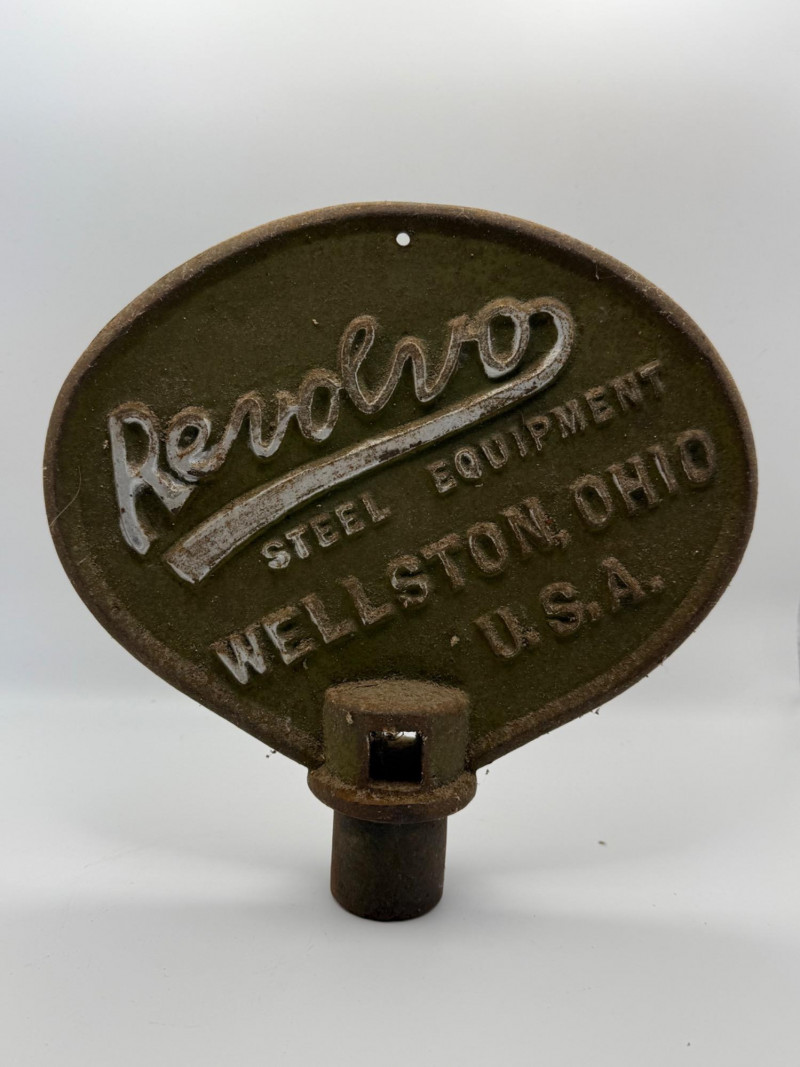 Revolvo
STEEL EQUIPMENT
WELLSTON, OHIO
U.S.A.